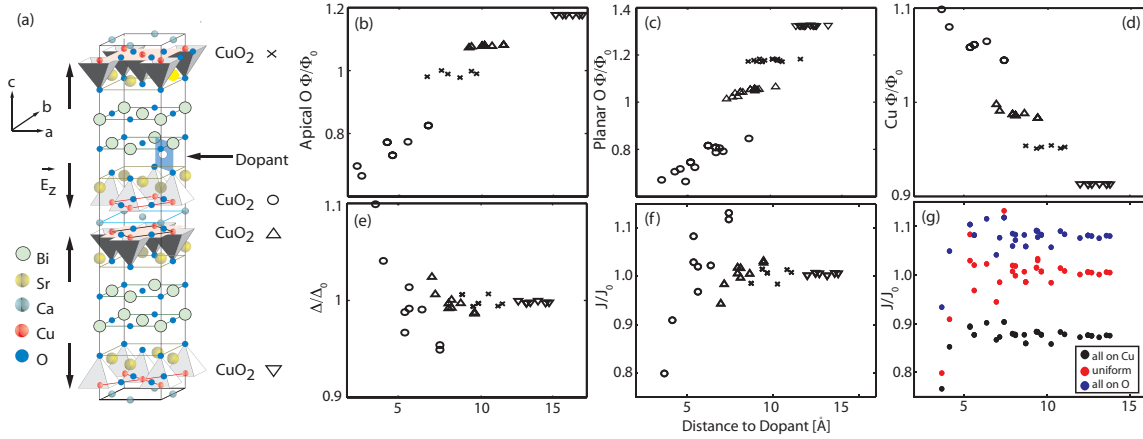 (a)
c
b
a
E_z
CuO2 ×
Dopant
CuO2 ○
CuO2 △
CuO2 ▽
Bi
Sr
Ca
Cu
O
(b)
Apical O Φ/Φ0
1.2
1
0.8
(c)
Planar O Φ/Φ0
1.4
1.2
1
0.8
(d)
Cu Φ/Φ0
1.1
1
0.9
(e)
Δ/Δ0
1.1
1.0
0.9
5
10
15
(f)
J/J0
1.2
1.1
1.0
0.9
0.8
5
10
15
Distance to Dopant [Å]
(g)
J/J0
1.1
1.0
0.9
0.8
5
10
15
all on Cu
uniform
all on O